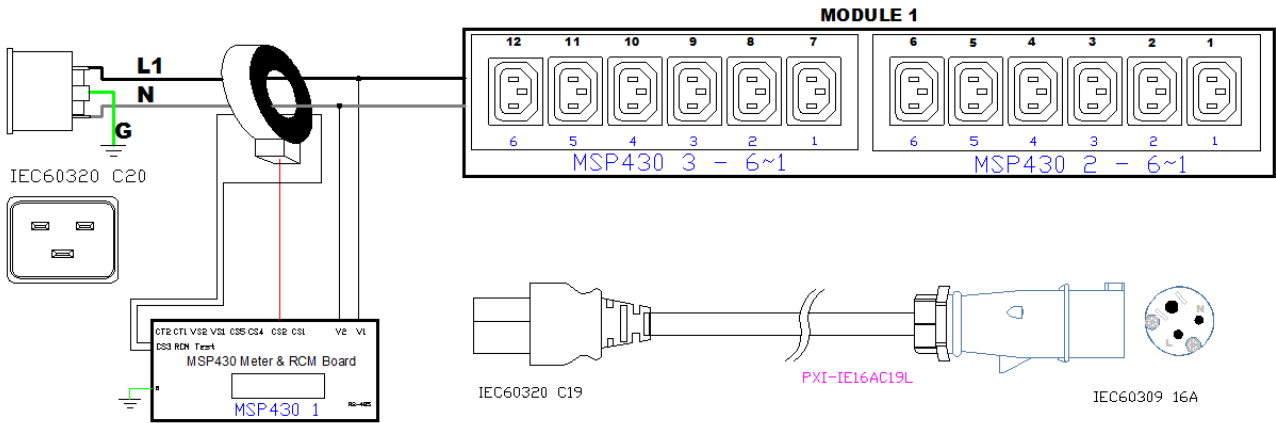 MODULE 1
12 11 10 9 8 7 6 5 4 3 2 1
L1
N
G
6 5 4 3 2 1 6 5 4 3 2 1
MSP430 3 - 6~1 MSP430 2 - 6~1
IEC60320 C20
CT2 CT1 VS2 VS1 CS5 CS4 CS2 CS1 V2 V1
CS3 RCM Test
MSP430 Meter & RCM Board
RS-485
MSP430 1
N
L
PXI-IE16AC19L
IEC60320 C19
IEC60309 16A